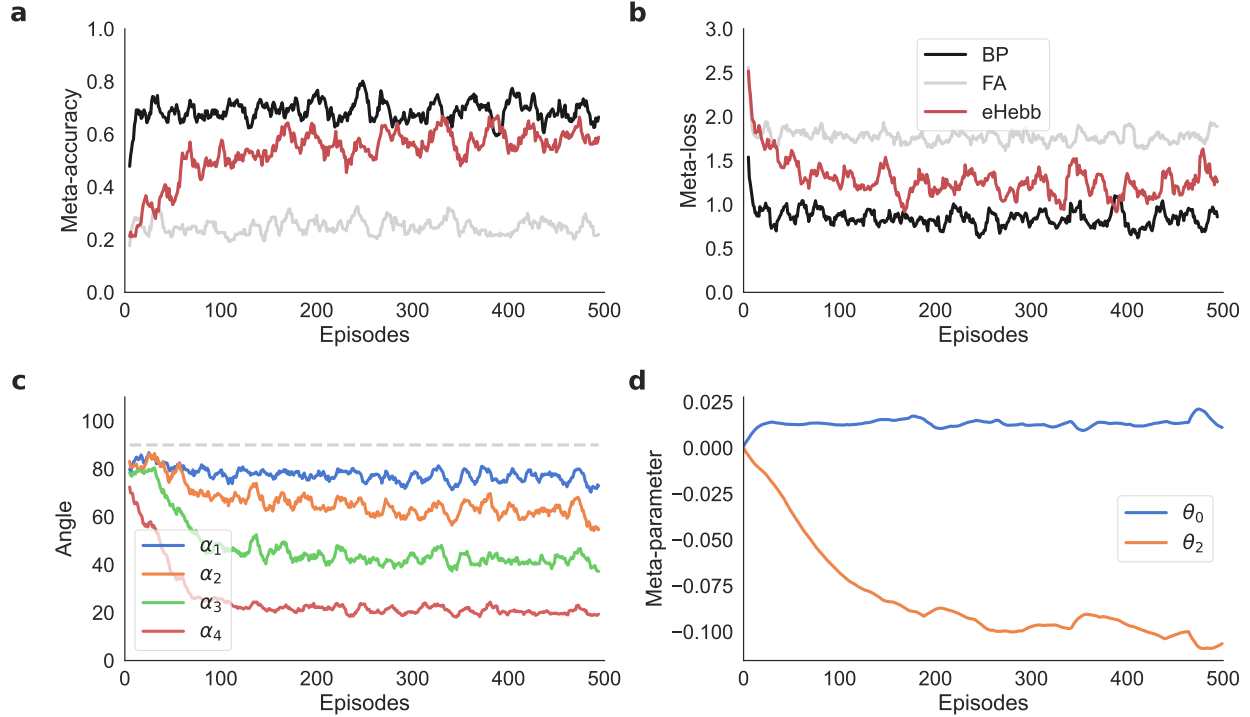 a
1.0
0.8
0.6
0.4
0.2
0.0
Meta-accuracy
0 100 200 300 400 500
Episodes
b
3.0
2.5
2.0
1.5
1.0
0.5
0.0
Meta-loss
BP
FA
eHebb
0 100 200 300 400 500
Episodes
c
100
80
60
40
20
0
Angle
α1
α2
α3
α4
0 100 200 300 400 500
Episodes
d
0.025
0.000
−0.025
−0.050
−0.075
−0.100
Meta-parameter
θ0
θ2
0 100 200 300 400 500
Episodes